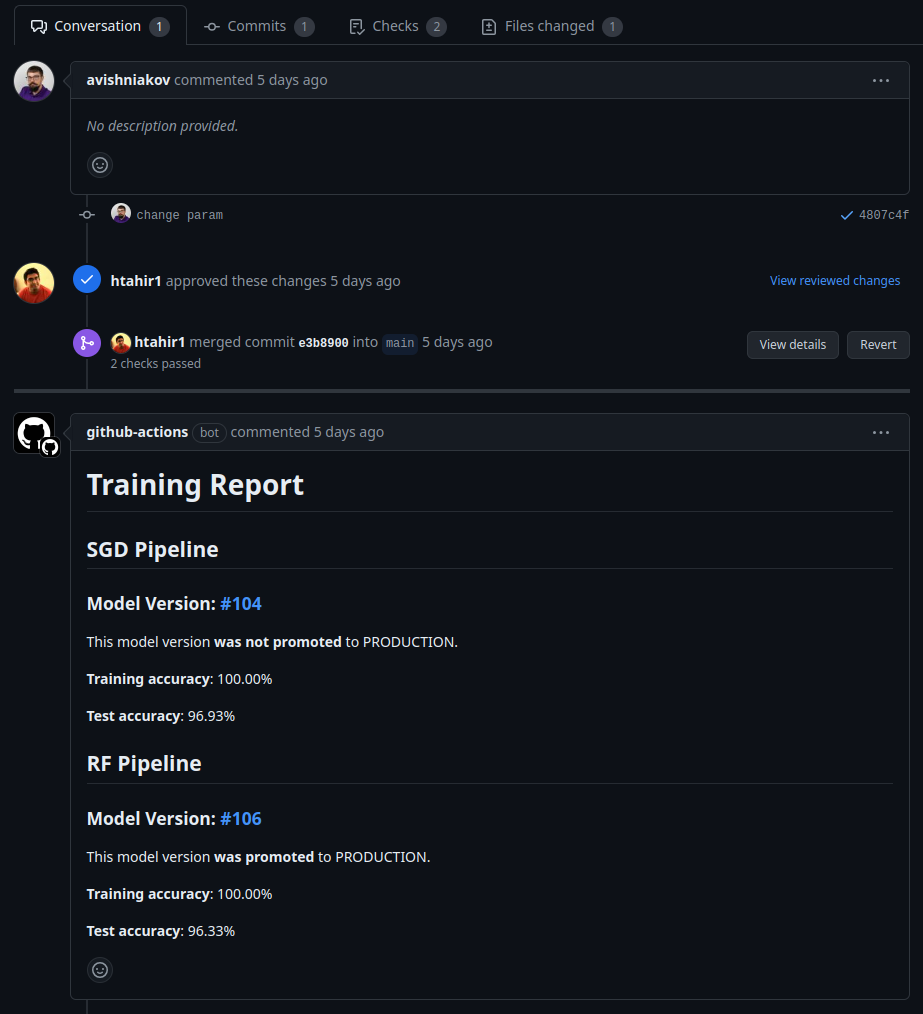 Conversation 1 Commits 1 Checks 2 Files changed 1
avishniakov commented 5 days ago
No description provided.
change param 4807c4f
htahir1 approved these changes 5 days ago View reviewed changes
htahir1 merged commit e3b8900 into main 5 days ago View details Revert
2 checks passed
github-actions bot commented 5 days ago
Training Report
SGD Pipeline
Model Version: #104
This model version was not promoted to PRODUCTION.
Training accuracy: 100.00%
Test accuracy: 96.93%
RF Pipeline
Model Version: #106
This model version was promoted to PRODUCTION.
Training accuracy: 100.00%
Test accuracy: 96.33%